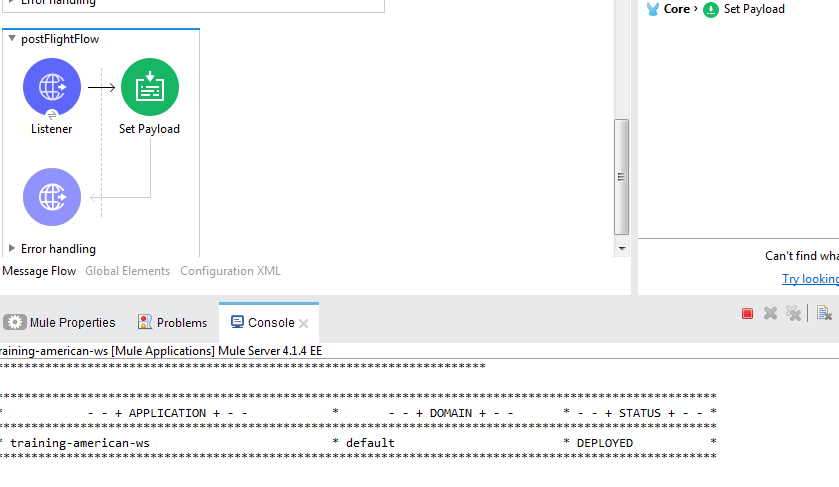 Error handling
Core > Set Payload
postFlightFlow
Listener
Set Payload
Error handling
Can't find
Try looking
Message Flow Global Elements Configuration XML
Mule Properties Problems Console
raining-american-ws [Mule Applications] Mule Server 4.1.4 EE
**********************************************************************
*******************************************************************************************************
* - - + APPLICATION + - - * - - + DOMAIN + - - * - - + STATUS + - - *
*******************************************************************************************************
* training-american-ws * default * DEPLOYED *
*******************************************************************************************************